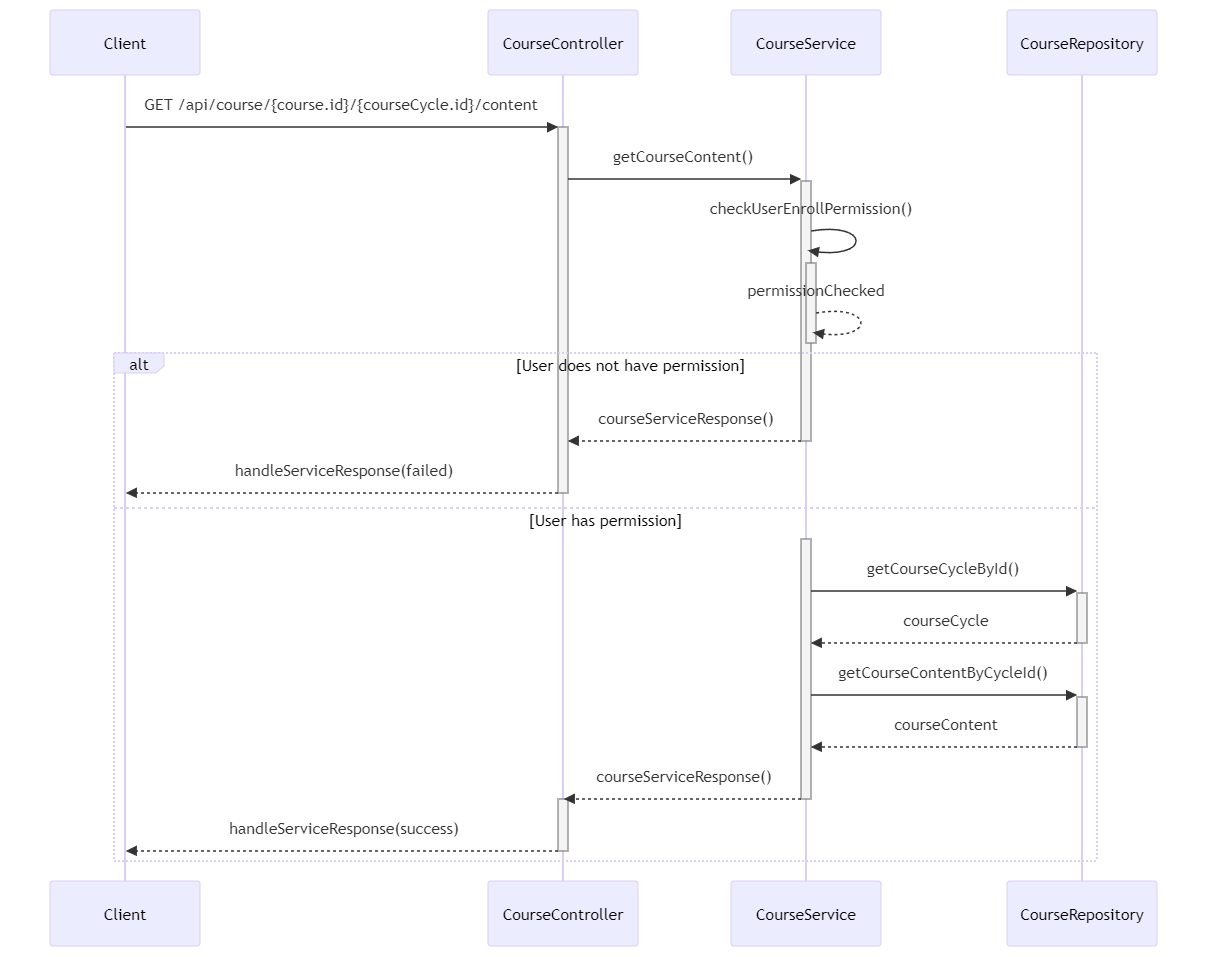 Client
CourseController
CourseService
CourseRepository
GET /api/course/{course.id}/{courseCycle.id}/content
getCourseContent()
checkUserEnrollPermission()
permissionChecked
alt
[User does not have permission]
courseServiceResponse()
handleServiceResponse(failed)
[User has permission]
getCourseCycleById()
courseCycle
getCourseContentByCycleId()
courseContent
courseServiceResponse()
handleServiceResponse(success)
Client
CourseController
CourseService
CourseRepository